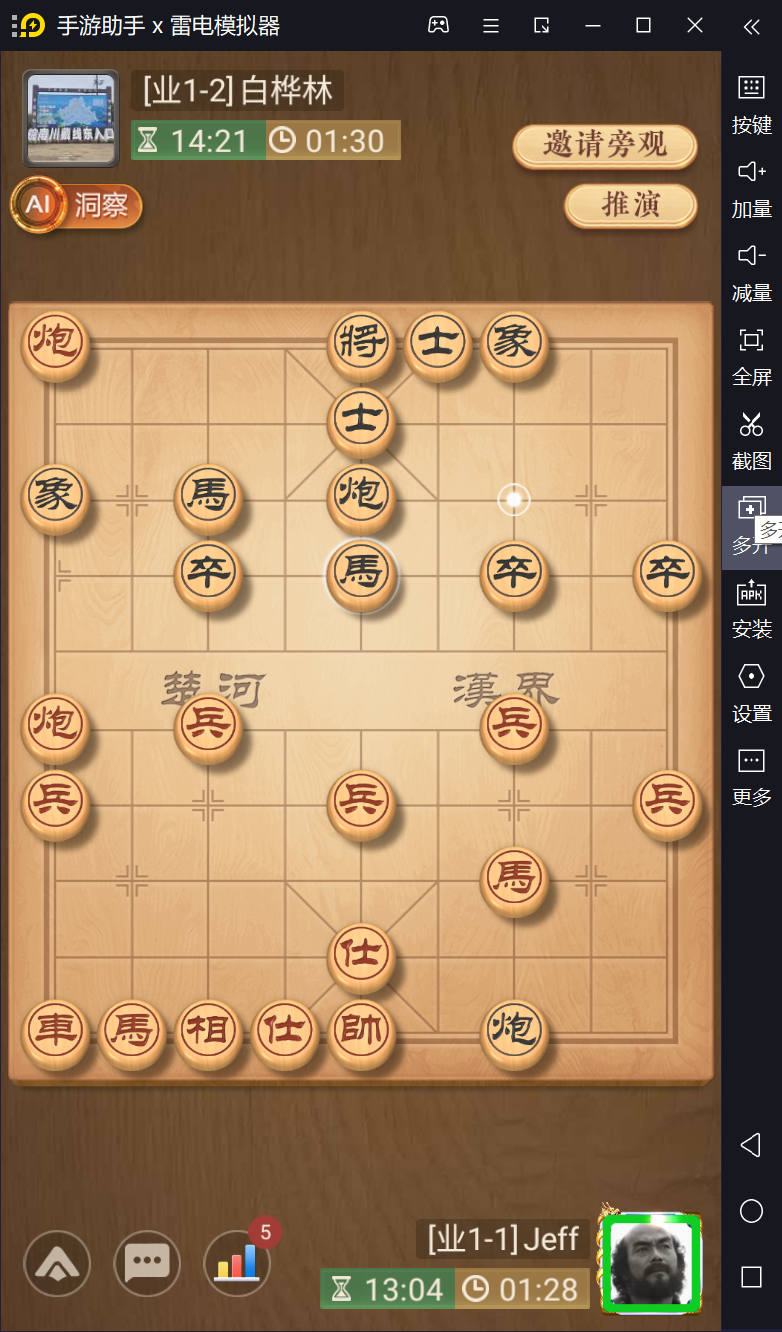 手游助手 x 雷电模拟器
[业1-2] 白桦林
14:21 01:30
邀请旁观
AI 洞察
推演
按键
加量
减量
全屏
截图
多开
安装
设置
更多
炮 將 士 象
士
象 馬 炮
卒 馬 卒 卒
楚河 漢界
炮 兵 兵
兵 兵 兵
馬
仕
車 馬 相 仕 帥 炮
5
[业1-1] Jeff
13:04 01:28
APK